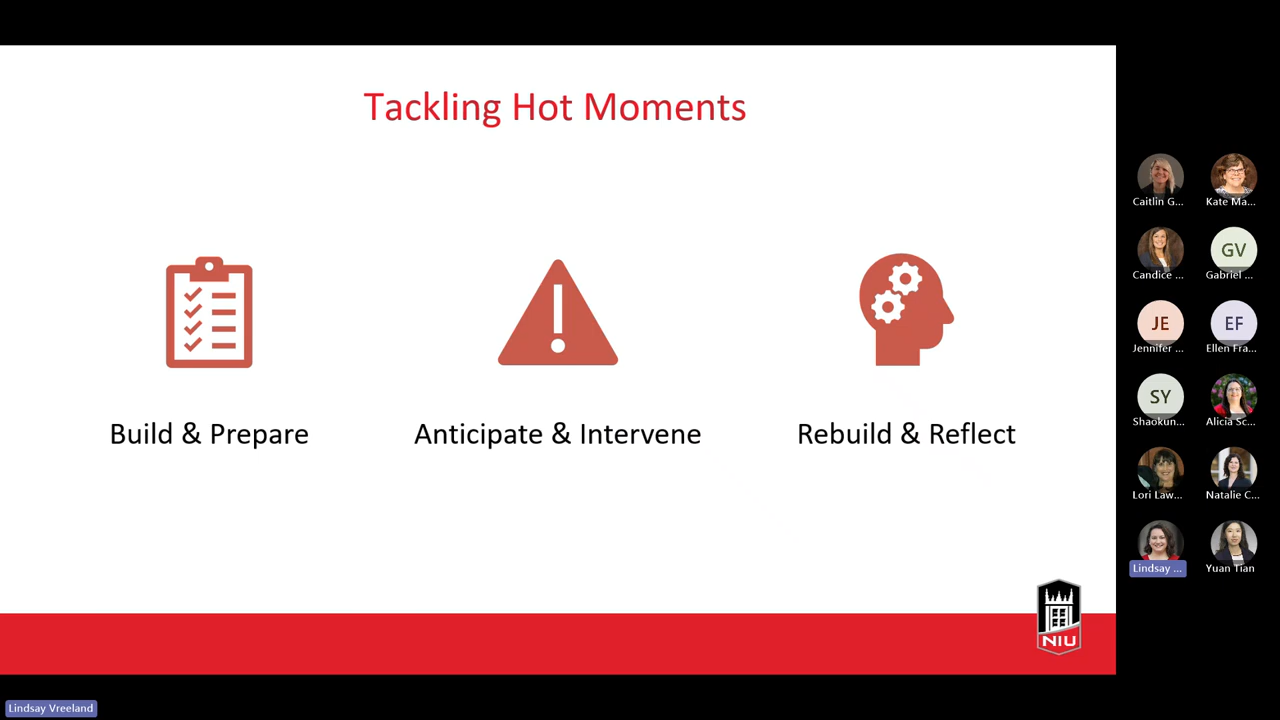 Tackling Hot Moments
Build & Prepare
Anticipate & Intervene
Rebuild & Reflect
NIU
Caitlin G...
Kate Ma...
Candice ...
GV
Gabriel ...
JE
Jennifer ...
EF
Ellen Fra...
SY
Shaokun...
Alicia Sc...
Lori Law...
Natalie C...
Lindsay ...
Yuan Tian
Lindsay Vreeland